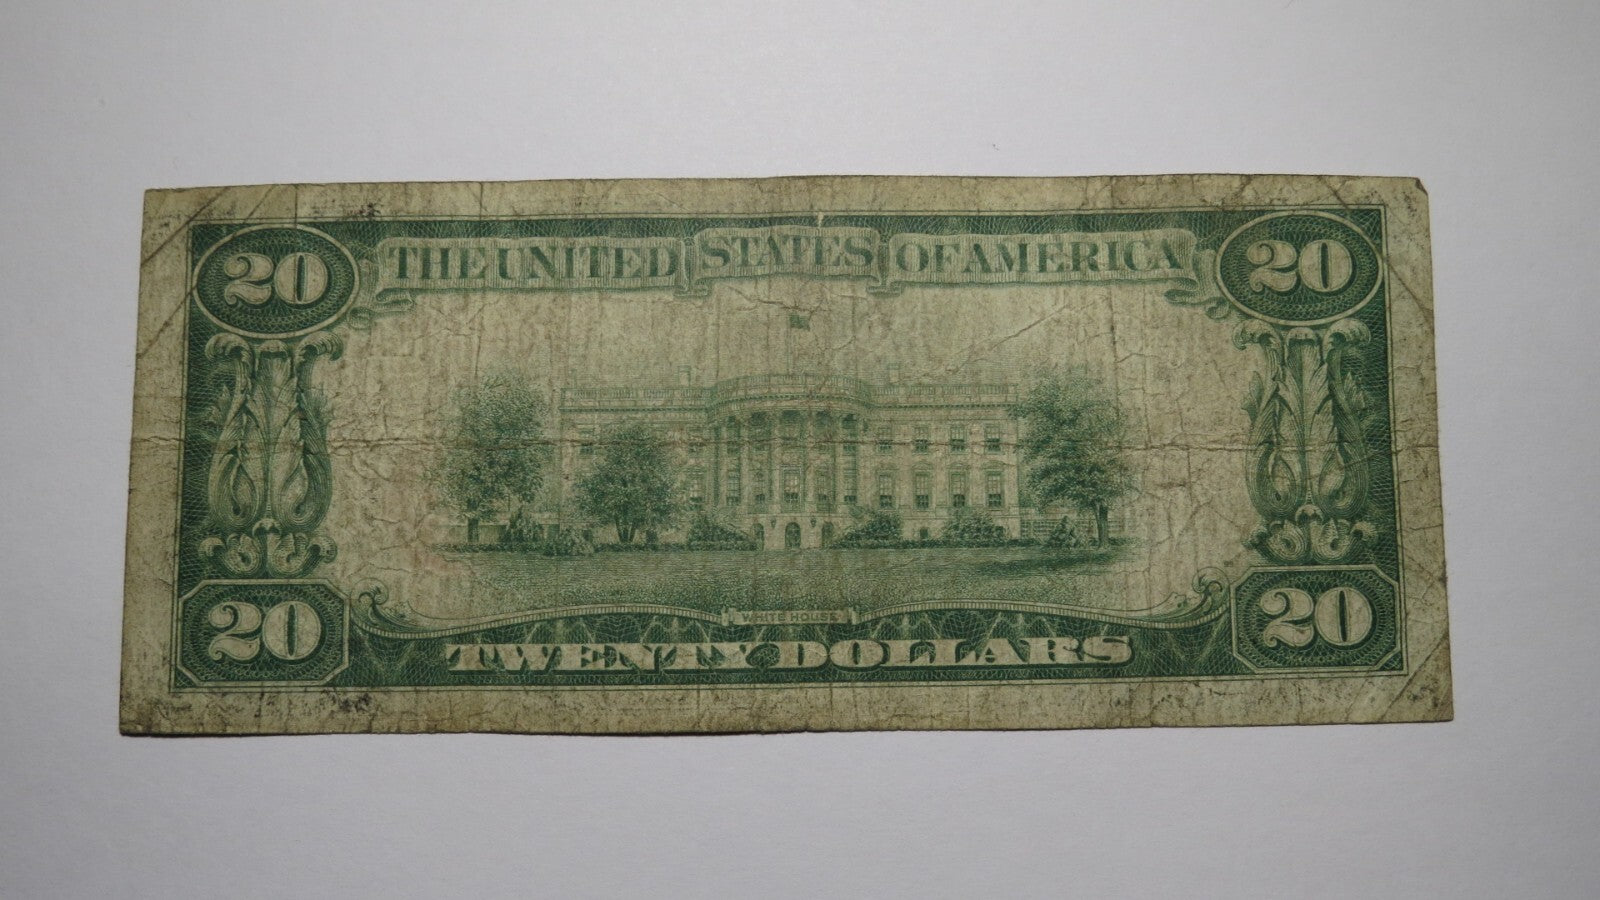 20 THE UNITED STATES OF AMERICA 20
WHITE HOUSE
20 TWENTY DOLLARS 20